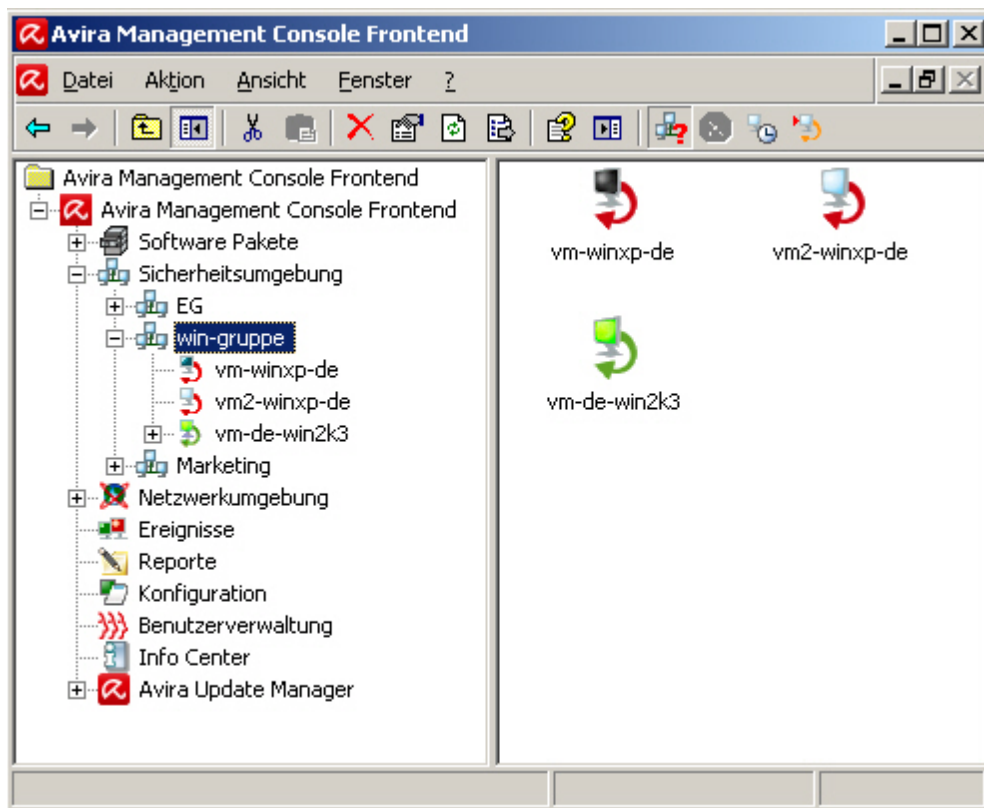 Avira Management Console Frontend
Datei Aktion Ansicht Fenster ?
Avira Management Console Frontend
Avira Management Console Frontend
Software Pakete
Sicherheitsumgebung
EG
win-gruppe
vm-winxp-de
vm2-winxp-de
vm-de-win2k3
Marketing
Netzwerkumgebung
Ereignisse
Reporte
Konfiguration
Benutzerverwaltung
Info Center
Avira Update Manager
vm-winxp-de vm2-winxp-de
vm-de-win2k3